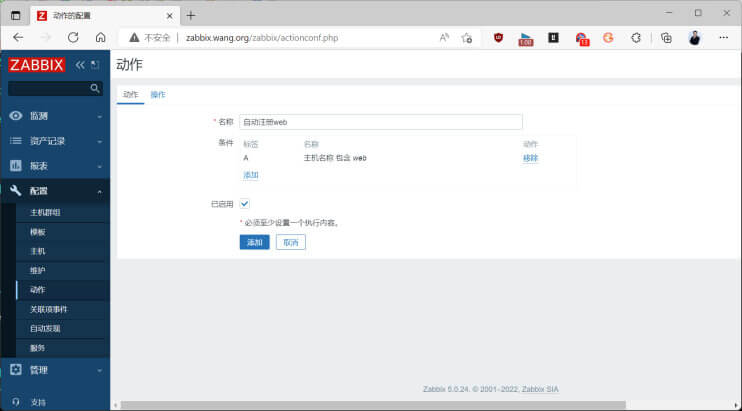 动作的配置
不安全 zabbix.wang.org/zabbix/actionconf.php
1.00
11
ZABBIX
动作
监测
资产记录
报表
配置
主机群组
模板
主机
维护
动作
关联项事件
自动发现
服务
管理
支持
动作 操作
* 名称 自动注册web
条件 标签 名称 动作
A 主机名称 包含 web 移除
添加
已启用
* 必须至少设置一个执行内容。
添加 取消
Zabbix 5.0.24. © 2001–2022, Zabbix SIA